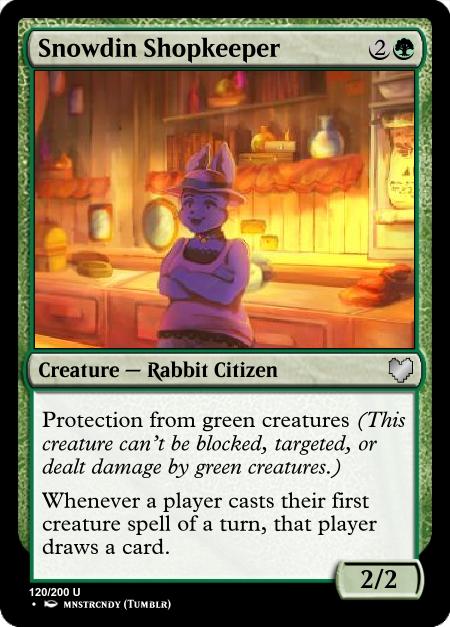 Snowdin Shopkeeper 2
Creature — Rabbit Citizen
Protection from green creatures (This
creature can't be blocked, targeted, or
dealt damage by green creatures.)
Whenever a player casts their first
creature spell of a turn, that player
draws a card.
2/2
120/200 U
• MNSTRCNDY (TUMBLR)